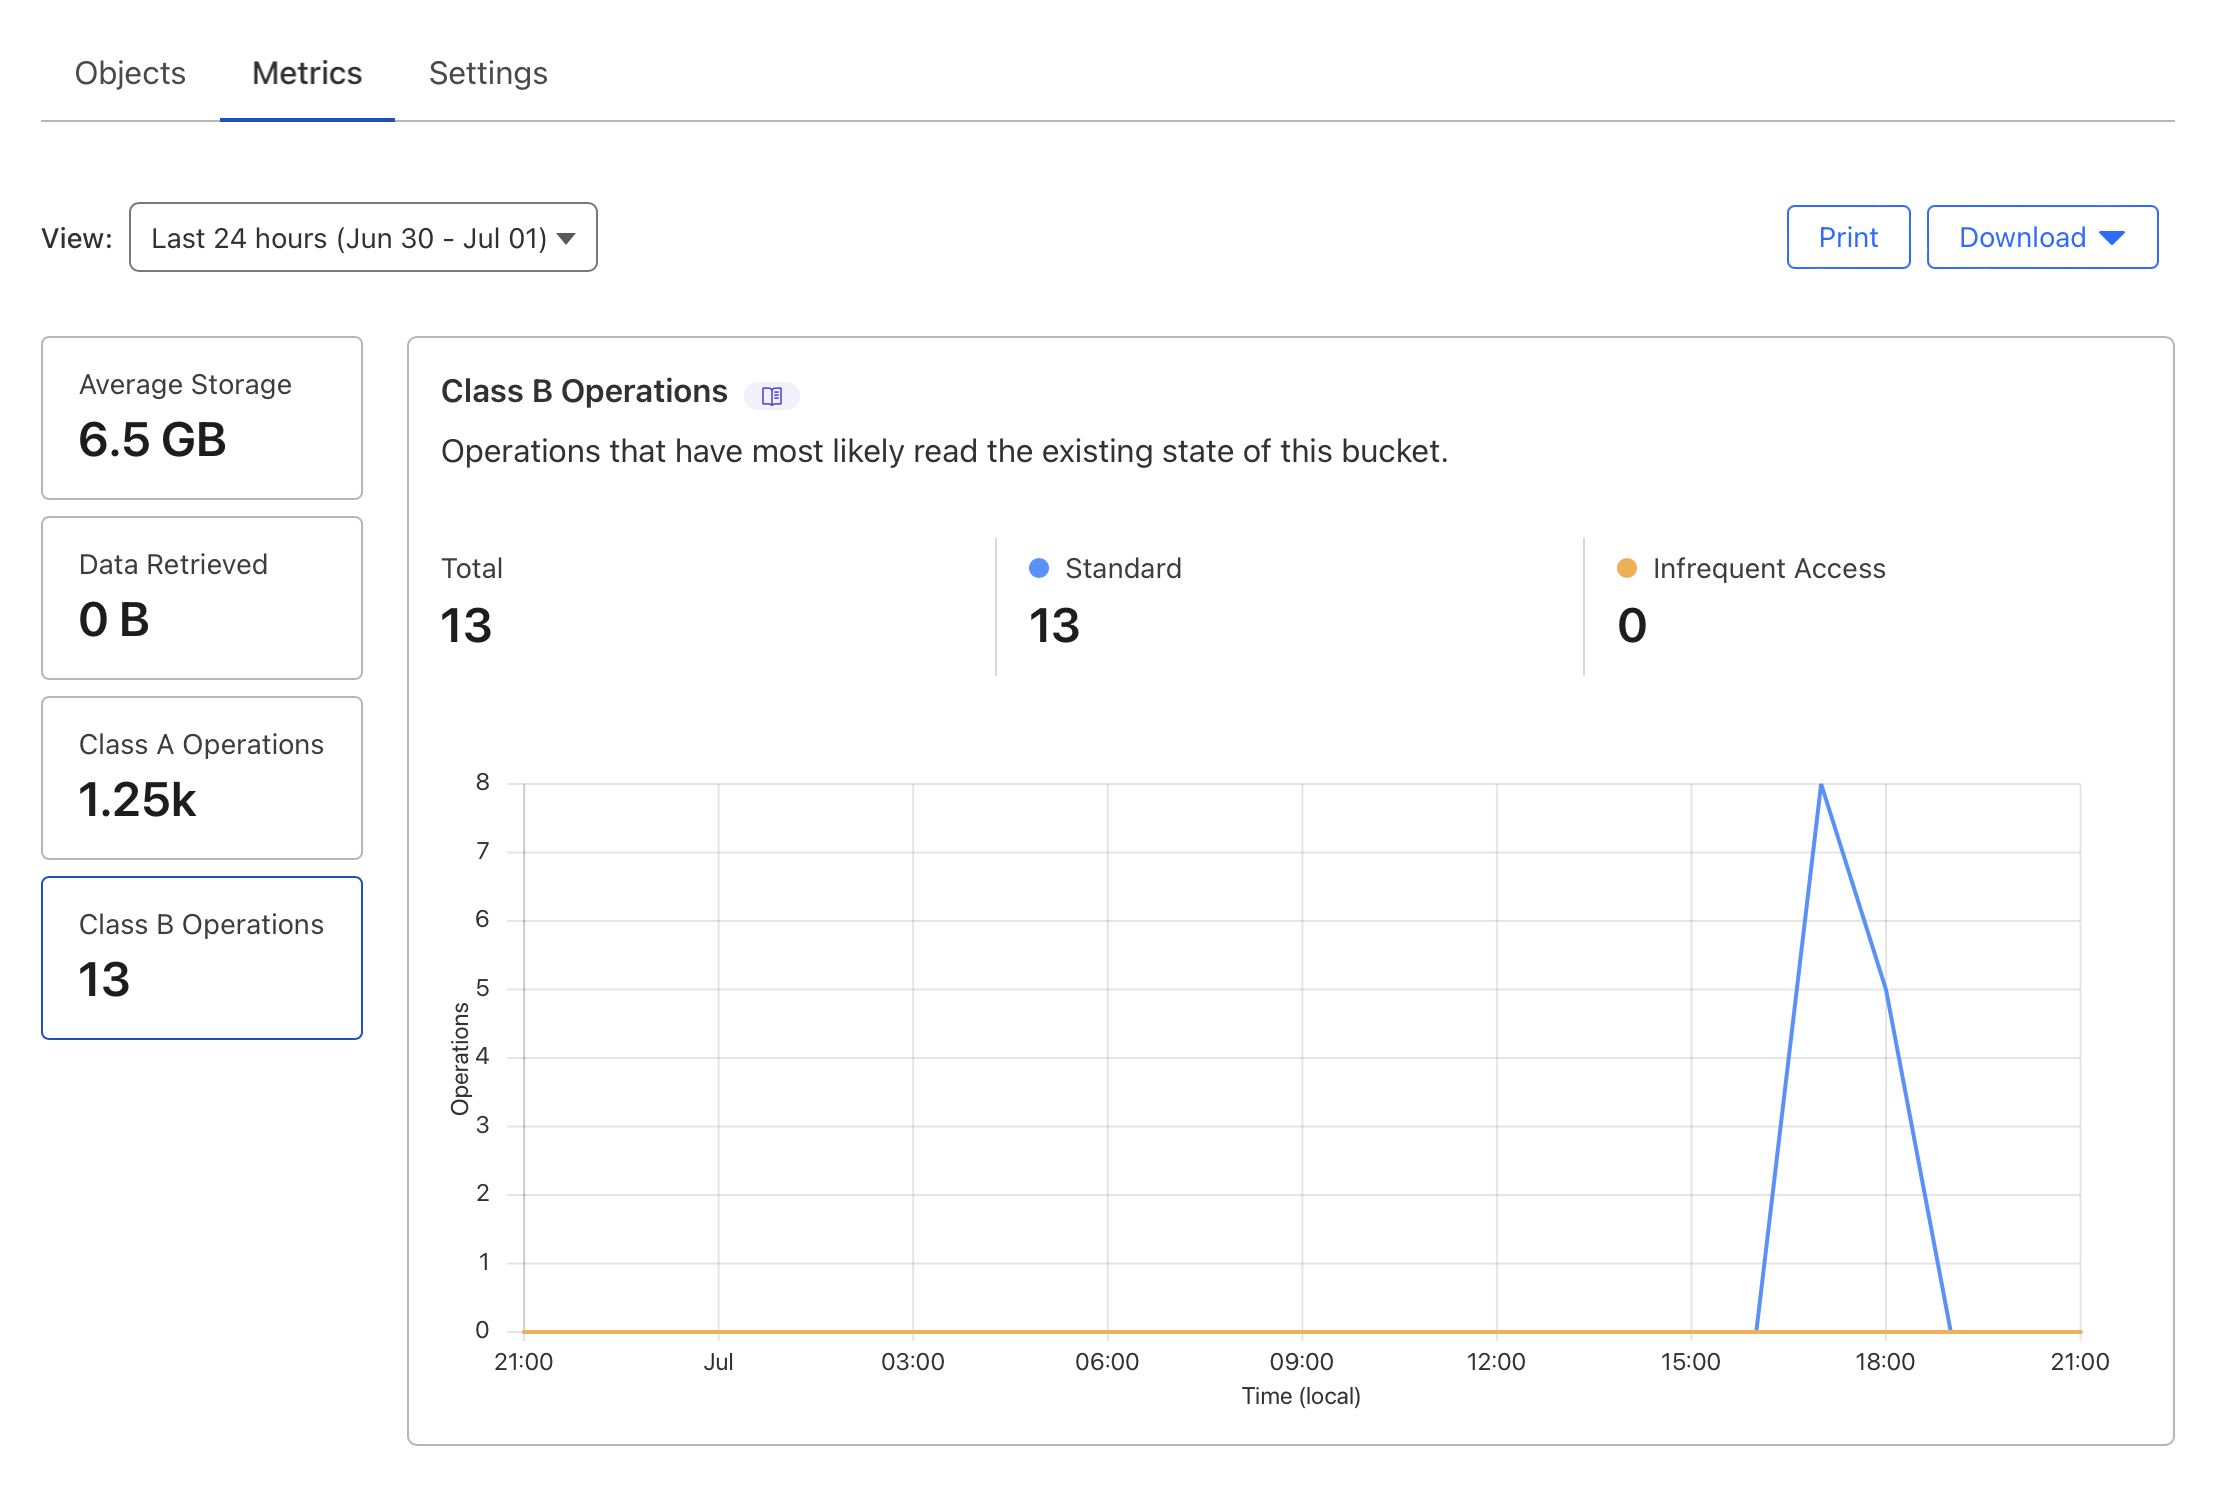 Objects Metrics Settings
View: Last 24 hours (Jun 30 - Jul 01) Print Download
Average Storage
6.5 GB
Data Retrieved
0 B
Class A Operations
1.25k
Class B Operations
13
Class B Operations
Operations that have most likely read the existing state of this bucket.
Total
13
Standard
13
Infrequent Access
0
Operations
8
7
6
5
4
3
2
1
0
21:00 Jul 03:00 06:00 09:00 12:00 15:00 18:00 21:00
Time (local)